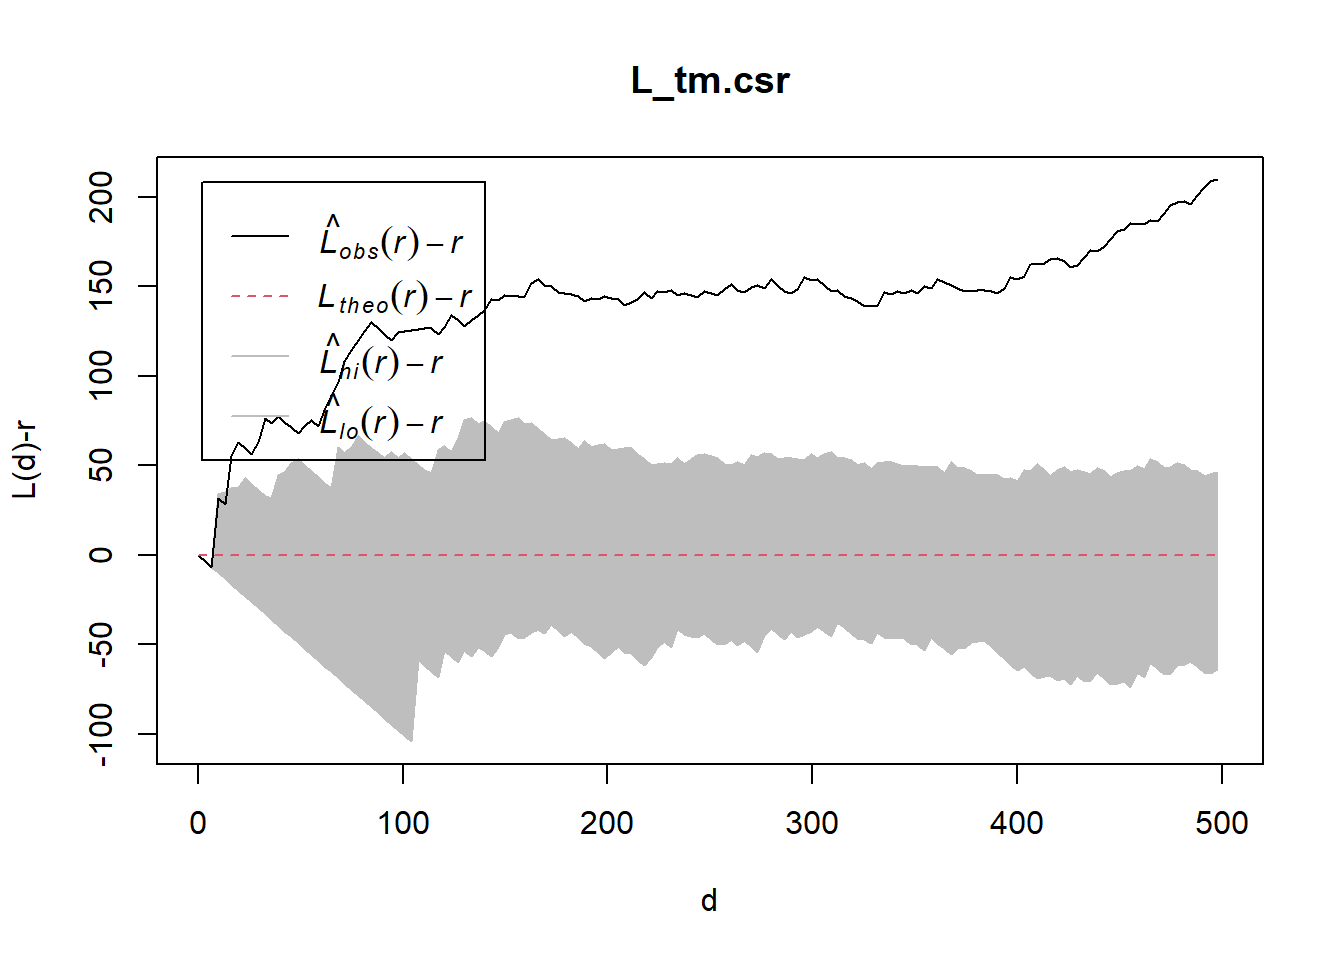 L_tm.csr
L̂obs(r) − r
Ltheo(r) − r
L̂hi(r) − r
L̂lo(r) − r
L(d)-r
200
150
100
50
0
-50
-100
0 100 200 300 400 500
d